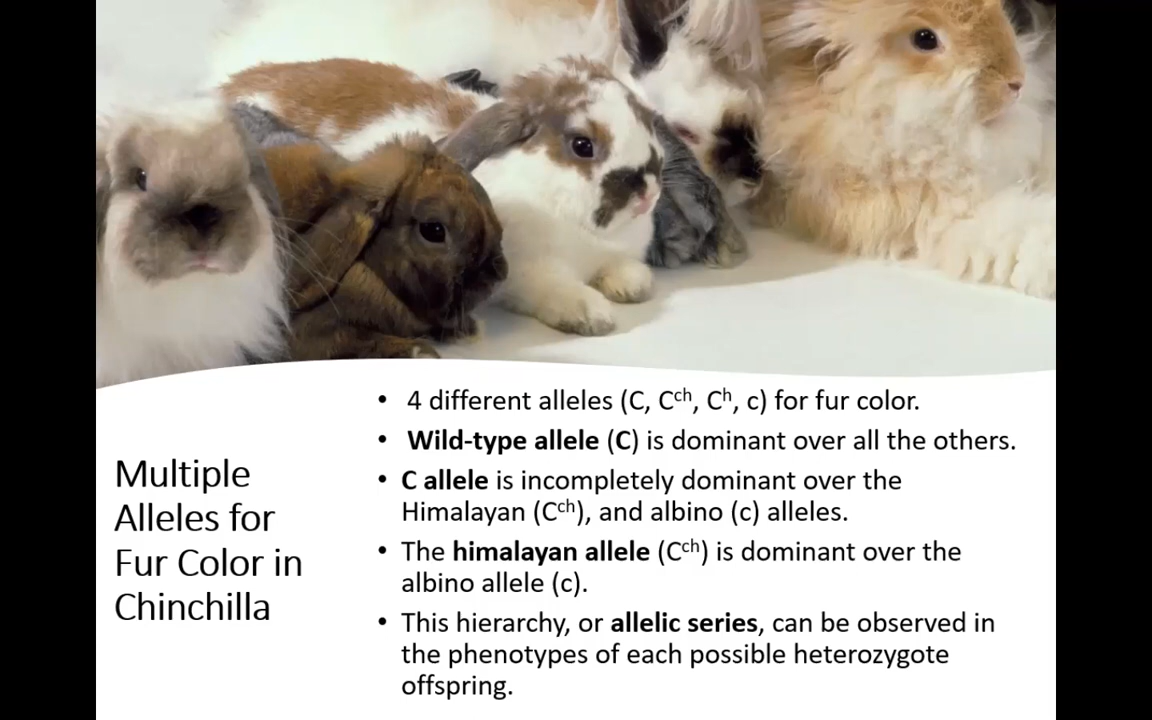 Multiple
Alleles for
Fur Color in
Chinchilla
• 4 different alleles (C, Cᶜʰ, Cʰ, c) for fur color.
• Wild-type allele (C) is dominant over all the others.
• C allele is incompletely dominant over the
Himalayan (Cᶜʰ), and albino (c) alleles.
• The himalayan allele (Cᶜʰ) is dominant over the
albino allele (c).
• This hierarchy, or allelic series, can be observed in
the phenotypes of each possible heterozygote
offspring.